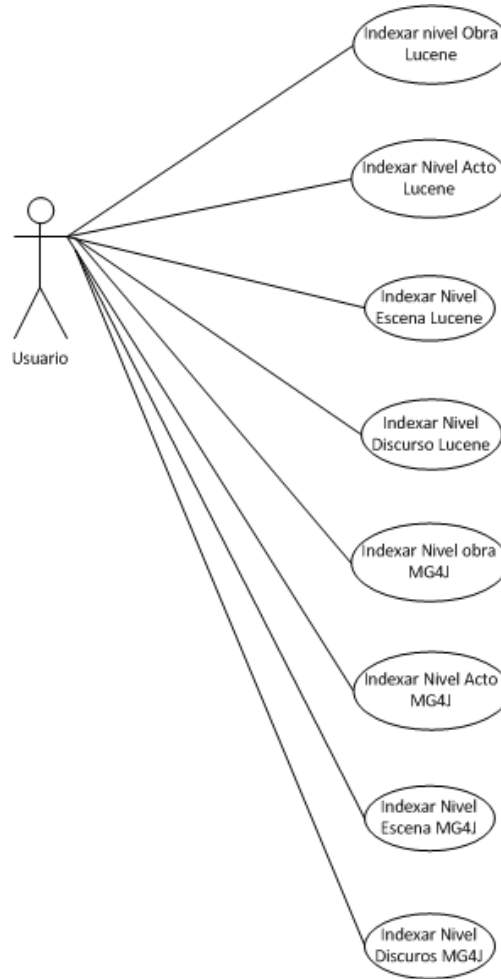 Indexar nivel Obra
Lucene
Indexar Nivel Acto
Lucene
Indexar Nivel
Escena Lucene
Usuario
Indexar Nivel
Discurso Lucene
Indexar Nivel obra
MG4J
Indexar Nivel Acto
MG4J
Indexar Nivel
Escena MG4J
Indexar Nivel
Discuros MG4J